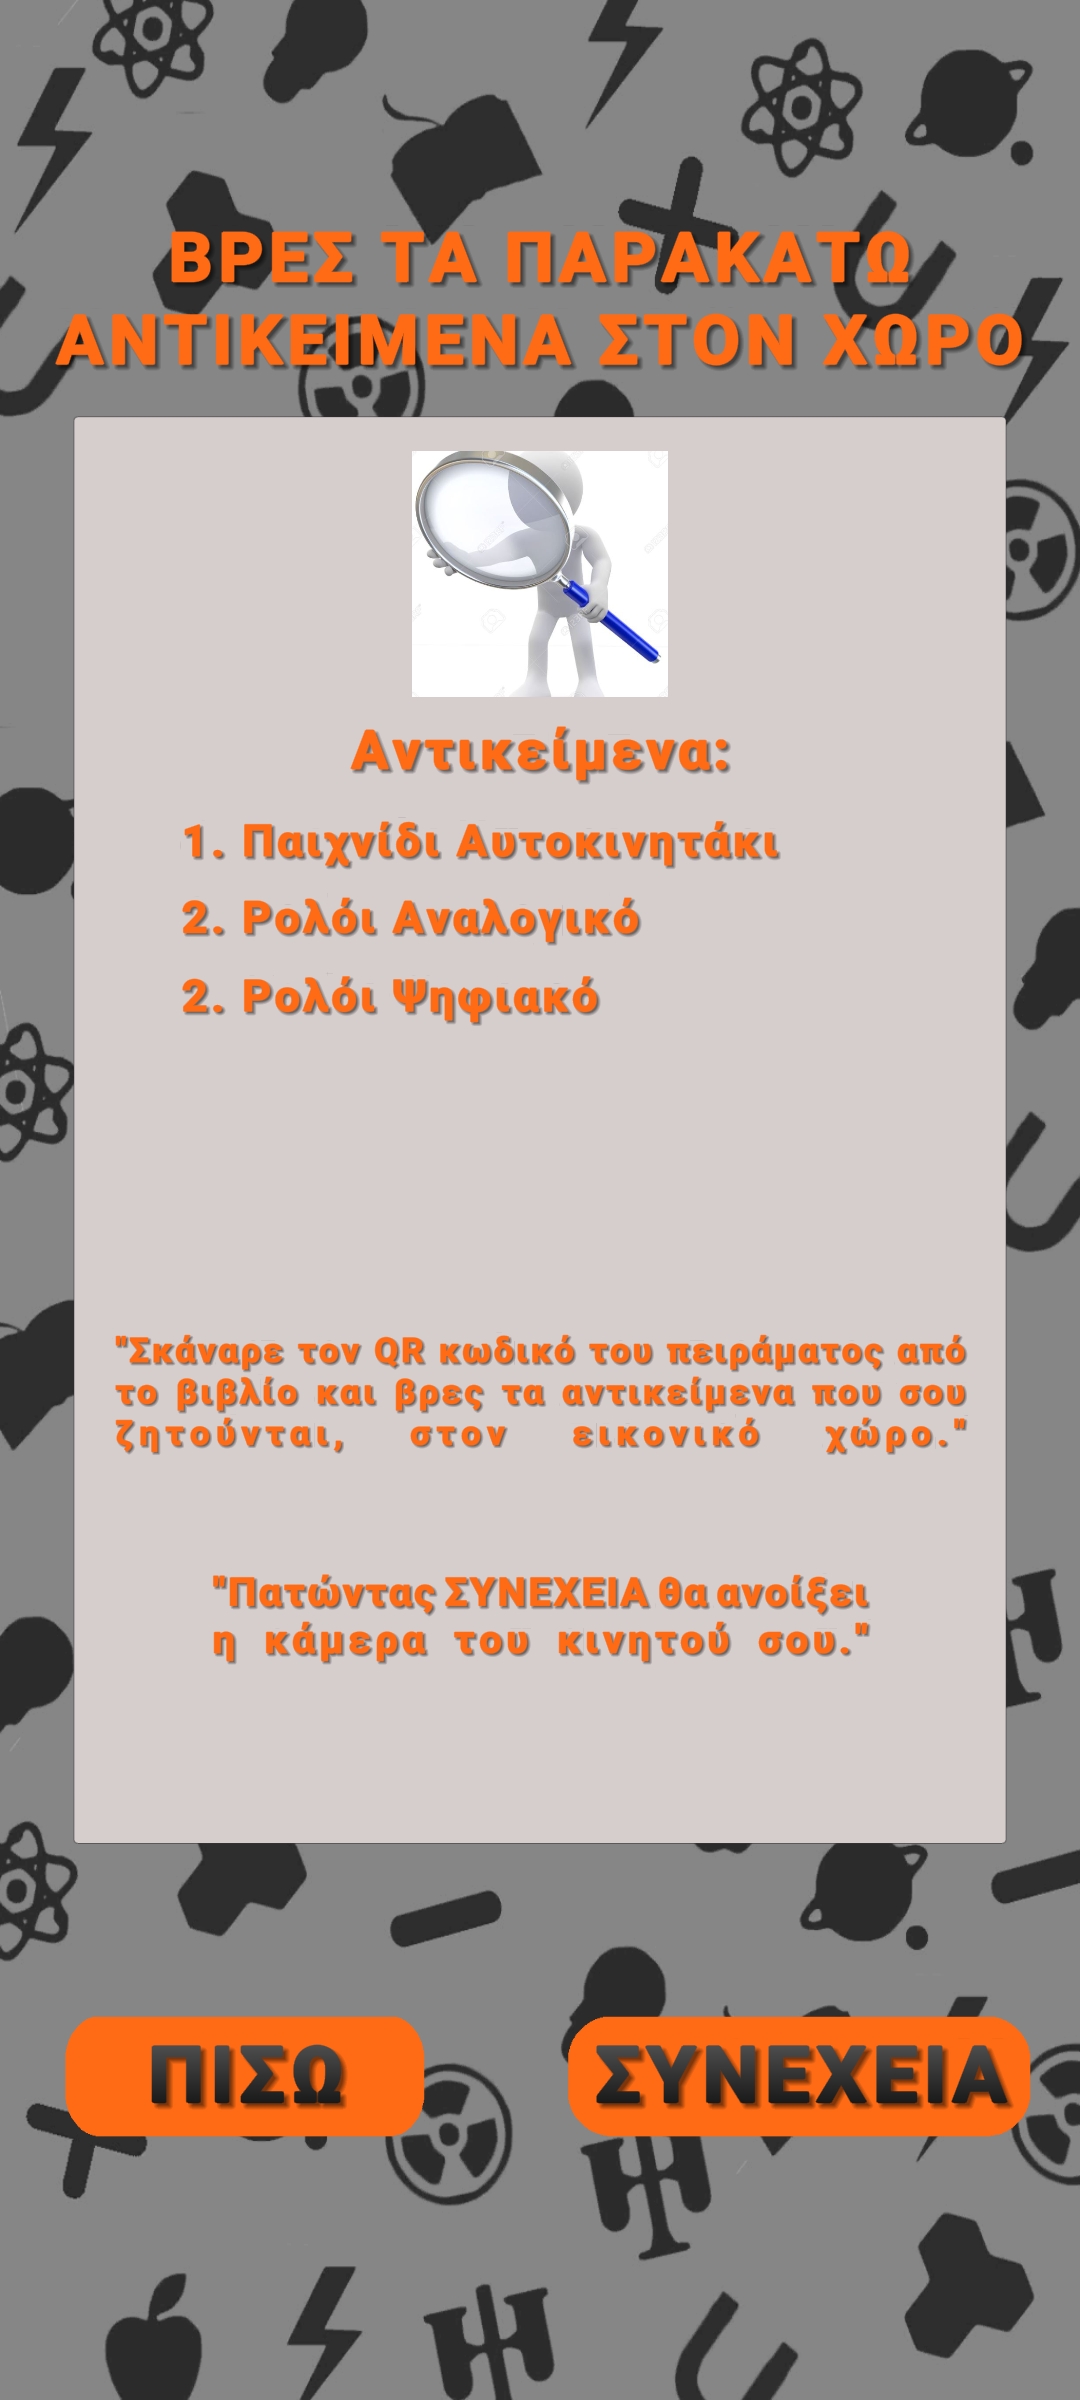 ΒΡΕΣ ΤΑ ΠΑΡΑΚΑΤΩ
ΑΝΤΙΚΕΙΜΕΝΑ ΣΤΟΝ ΧΩΡΟ
Αντικείμενα:
1. Παιχνίδι Αυτοκινητάκι
2. Ρολόι Αναλογικό
2. Ρολόι Ψηφιακό
"Σκάναρε τον QR κωδικό του πειράματος από
το βιβλίο και βρες τα αντικείμενα που σου
ζητούνται, στον εικονικό χώρο."
"Πατώντας ΣΥΝΕΧΕΙΑ θα ανοίξει
η κάμερα του κινητού σου."
ΠΙΣΩ
ΣΥΝΕΧΕΙΑ